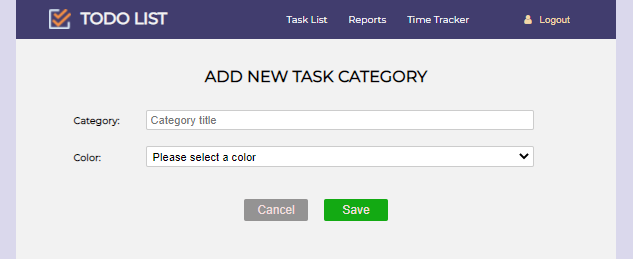 TODO LIST Task List Reports Time Tracker Logout
ADD NEW TASK CATEGORY
Category: Category title
Color: Please select a color
Cancel Save